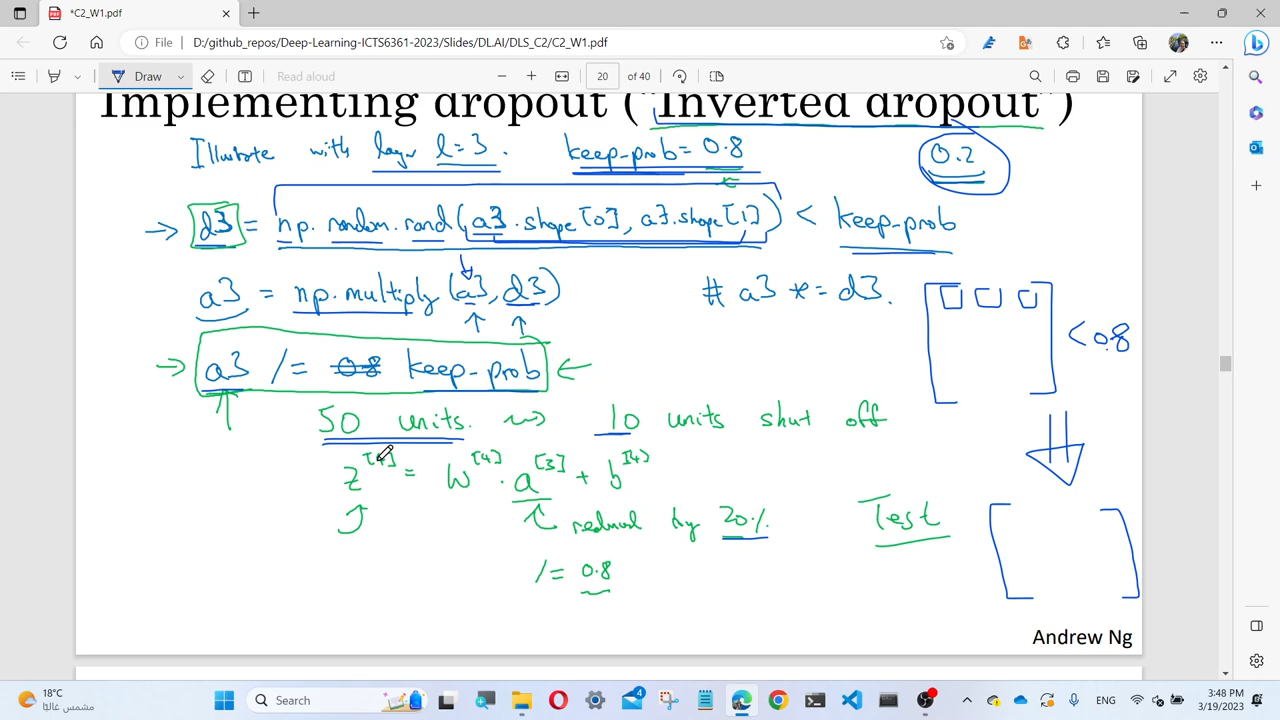 *C2_W1.pdf
File
D:/github_repos/Deep-Learning-ICTS6361-2023/Slides/DL.AI/DLS_C2/C2_W1.pdf
Draw
Read aloud
20 of 40
Implementing dropout ("Inverted dropout")
Illustrate with layer l=3. keep-prob = 0.8
0.2
→ d3 = np.random.rand(a3.shape[0], a3.shape[1]) < keep-prob
a3 = np.multiply(a3, d3) # a3 *= d3.
< 0.8
→ a3 /= 0.8 keep-prob ←
50 units. ⇝ 10 units shut off
z[4] = W[4] . a[3] + b[4]
reduced by 20%
Test
/= 0.8
Andrew Ng
18°C
مشمس غالبًا
Search
4
ENG
3:48 PM
3/19/2023